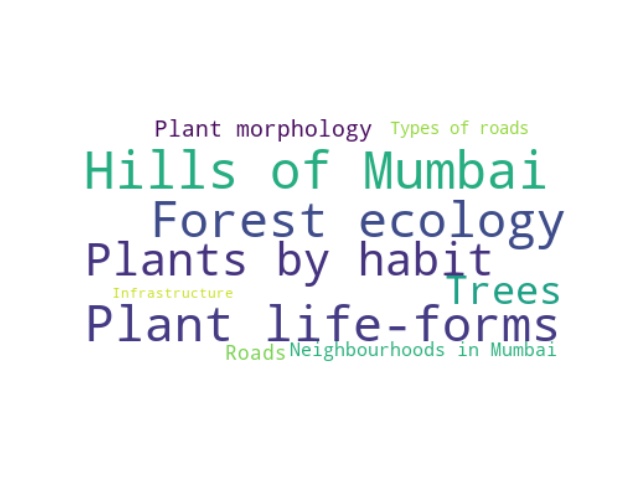 Plant morphology
Types of roads
Hills of Mumbai
Forest ecology
Plants by habit
Trees
Infrastructure
Plant life-forms
Roads
Neighbourhoods in Mumbai